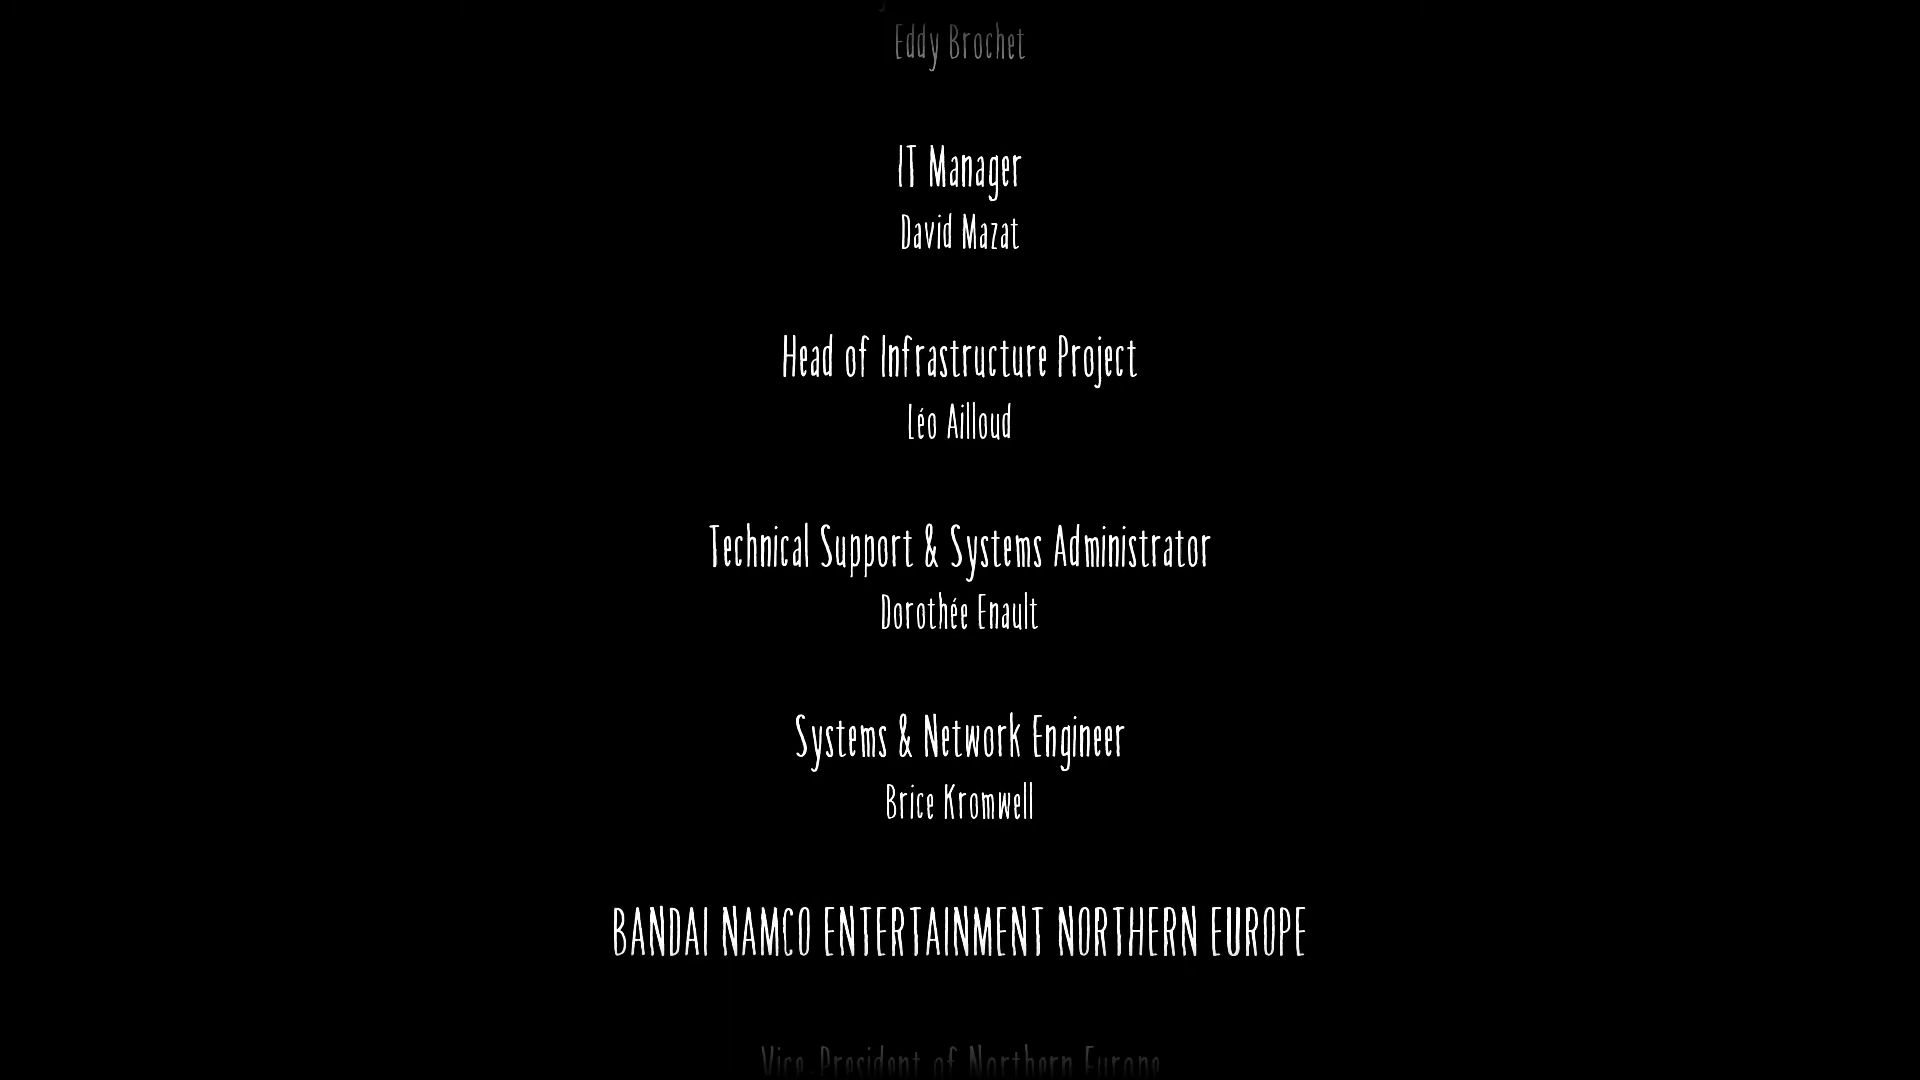 Eddy Brochet
IT Manager
David Mazat
Head of Infrastructure Project
Léo Ailloud
Technical Support & Systems Administrator
Dorothée Enault
Systems & Network Engineer
Brice Kromwell
BANDAI NAMCO ENTERTAINMENT NORTHERN EUROPE
Vice-President of Northern Europe